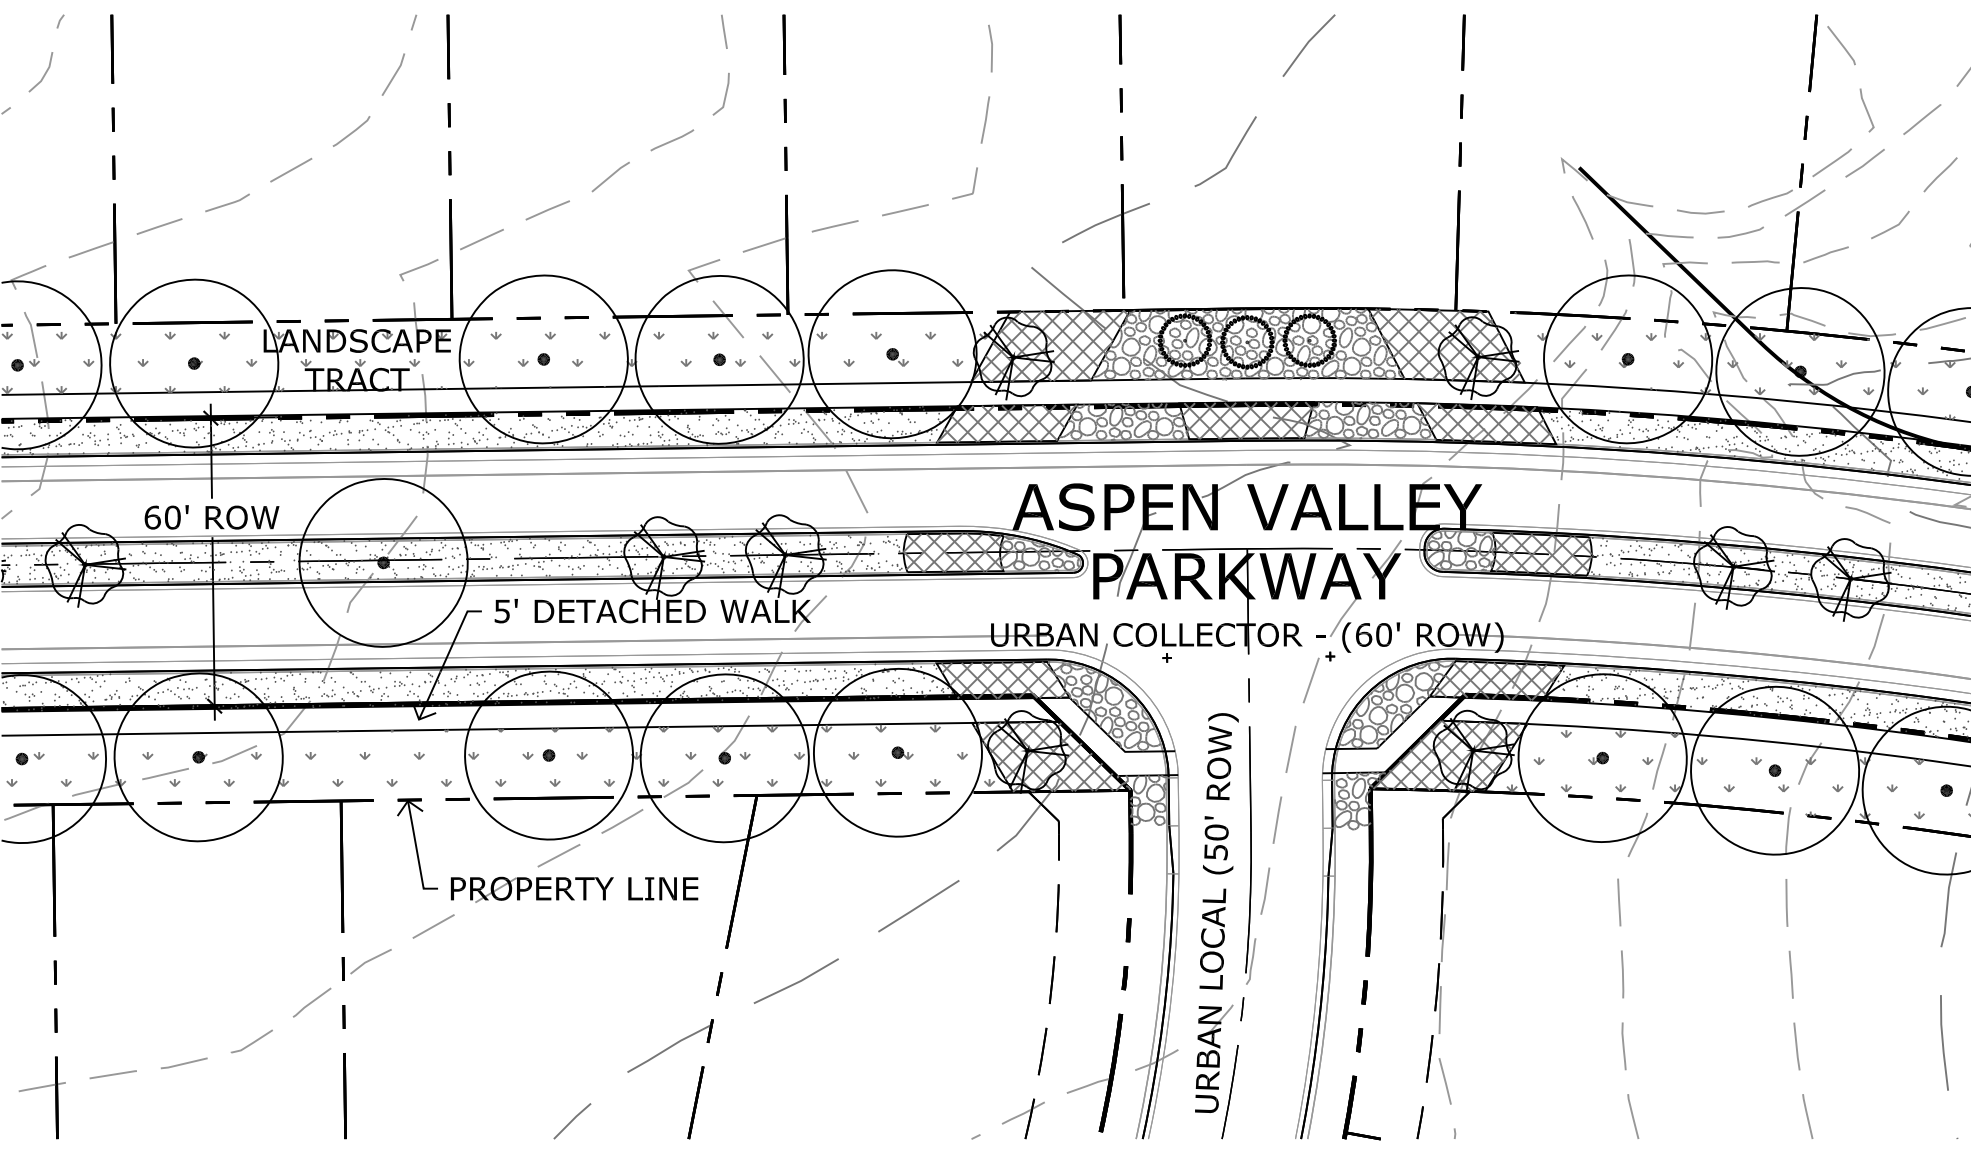 LANDSCAPE
TRACT
60' ROW
ASPEN VALLEY
PARKWAY
URBAN COLLECTOR - (60' ROW)
5' DETACHED WALK
PROPERTY LINE
URBAN LOCAL (50' ROW)